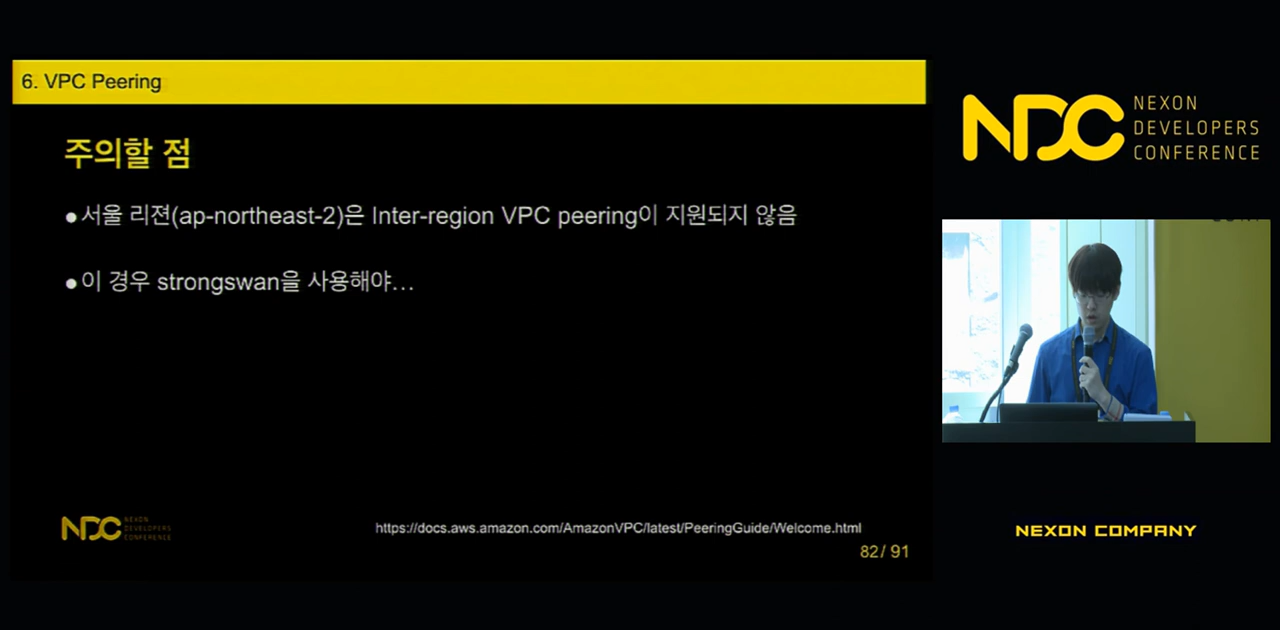 6. VPC Peering
주의할 점
●서울 리젼(ap-northeast-2)은 Inter-region VPC peering이 지원되지 않음
●이 경우 strongswan을 사용해야…
NDC NEXON DEVELOPERS CONFERENCE
https://docs.aws.amazon.com/AmazonVPC/latest/PeeringGuide/Welcome.html
82/ 91
NDC
NEXON
DEVELOPERS
CONFERENCE
NEXON COMPANY